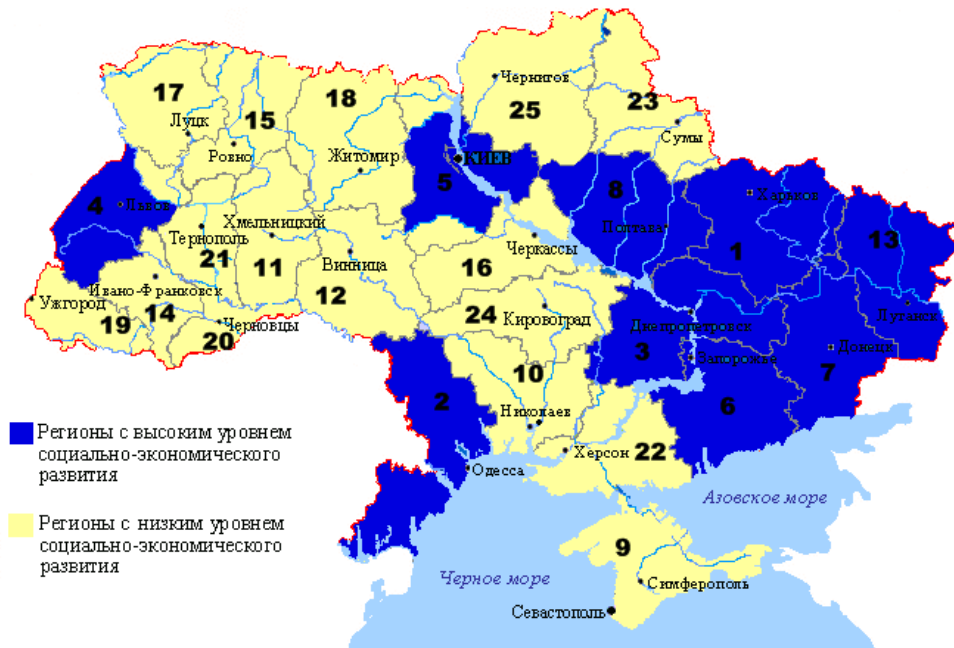 Чернигов
17
18
25
23
Луцк
15
Сумы
Ровно
Житомир
КИЕВ
5
8
Харьков
4
Львов
Полтава
13
Хмельницкий
Тернополь
Черкассы
1
21
11
Винница
16
Ивано-Франковск
12
Ужгород
14
24
Кировоград
Луганск
19
20
Черновцы
Днепропетровск
3
Запорожье
Донецк
7
10
2
6
Николаев
Херсон
22
Одесса
Регионы с высоким уровнем
социально-экономического
развития
Азовское море
Регионы с низким уровнем
социально-экономического
развития
9
Черное море
Симферополь
Севастополь